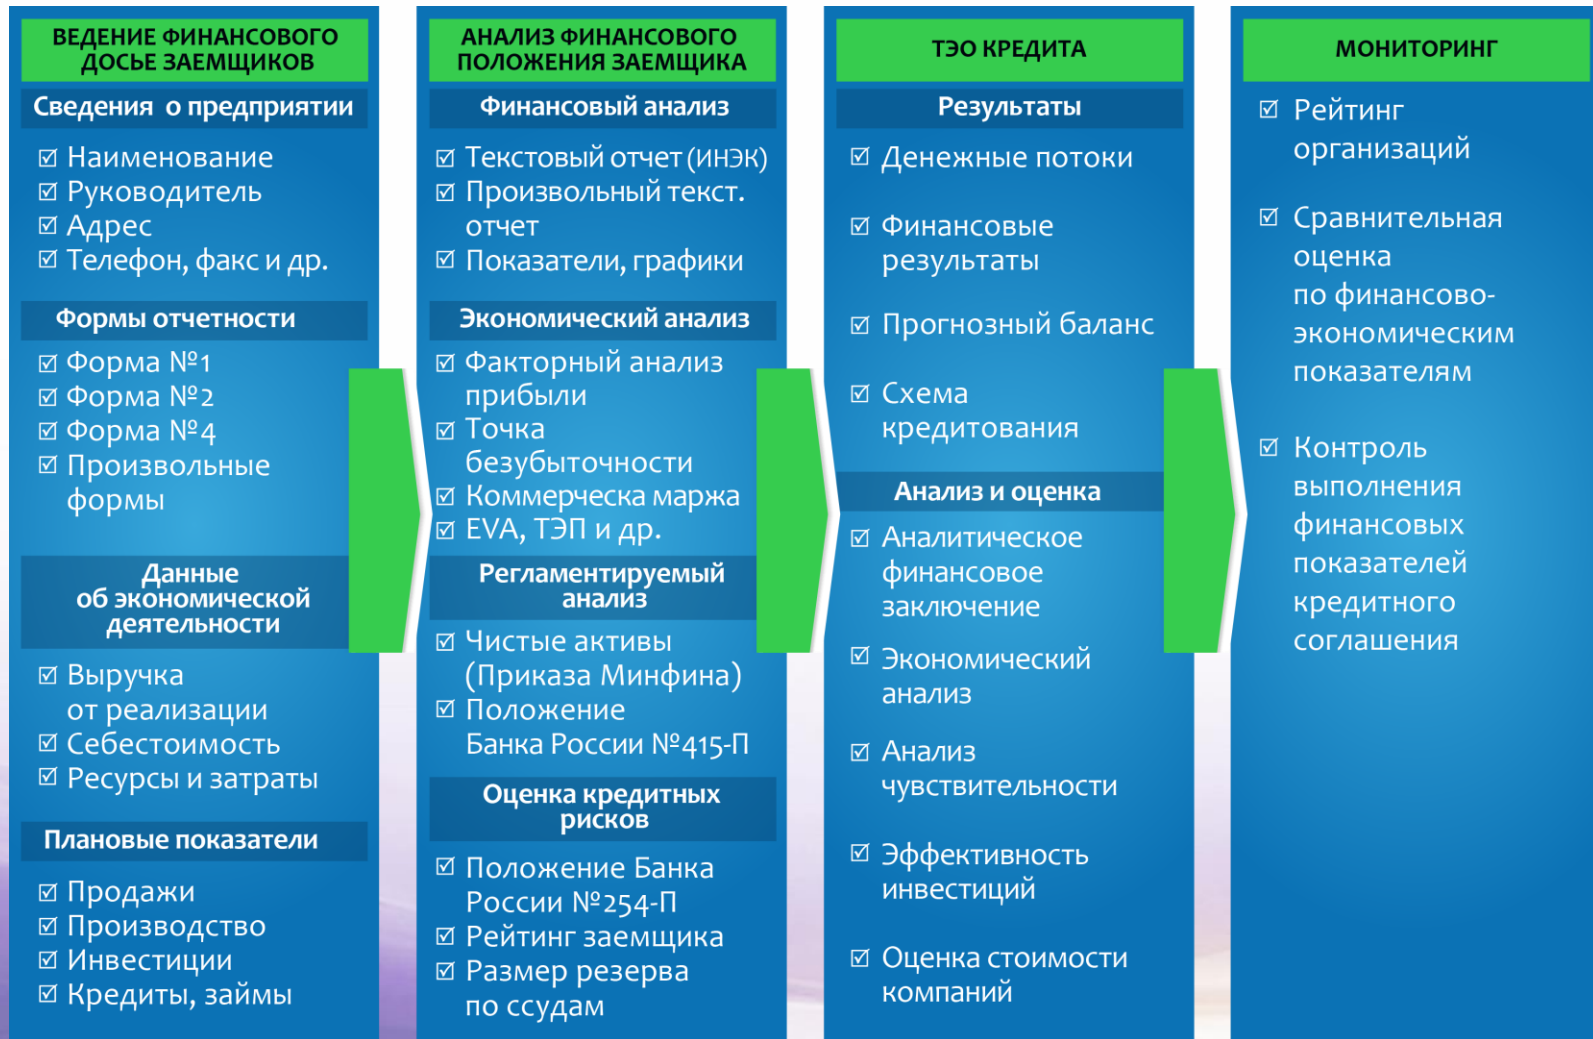 ВЕДЕНИЕ ФИНАНСОВОГО
ДОСЬЕ ЗАЕМЩИКОВ
Сведения о предприятии
Наименование
Руководитель
Адрес
Телефон, факс и др.
Формы отчетности
Форма №1
Форма №2
Форма №4
Произвольные
формы
Данные
об экономической
деятельности
Выручка
от реализации
Себестоимость
Ресурсы и затраты
Плановые показатели
Продажи
Производство
Инвестиции
Кредиты, займы
АНАЛИЗ ФИНАНСОВОГО
ПОЛОЖЕНИЯ ЗАЕМЩИКА
Финансовый анализ
Текстовый отчет (ИНЭК)
Произвольный текст.
отчет
Показатели, графики
Экономический анализ
Факторный анализ
прибыли
Точка
безубыточности
Коммерческа маржа
EVA, ТЭП и др.
Регламентируемый
анализ
Чистые активы
(Приказа Минфина)
Положение
Банка России №415-П
Оценка кредитных
рисков
Положение Банка
России №254-П
Рейтинг заемщика
Размер резерва
по ссудам
ТЭО КРЕДИТА
Результаты
Денежные потоки
Финансовые
результаты
Прогнозный баланс
Схема
кредитования
Анализ и оценка
Аналитическое
финансовое
заключение
Экономический
анализ
Анализ
чувствительности
Эффективность
инвестиций
Оценка стоимости
компаний
МОНИТОРИНГ
Рейтинг
организаций
Сравнительная
оценка
по финансово-
экономическим
показателям
Контроль
выполнения
финансовых
показателей
кредитного
соглашения